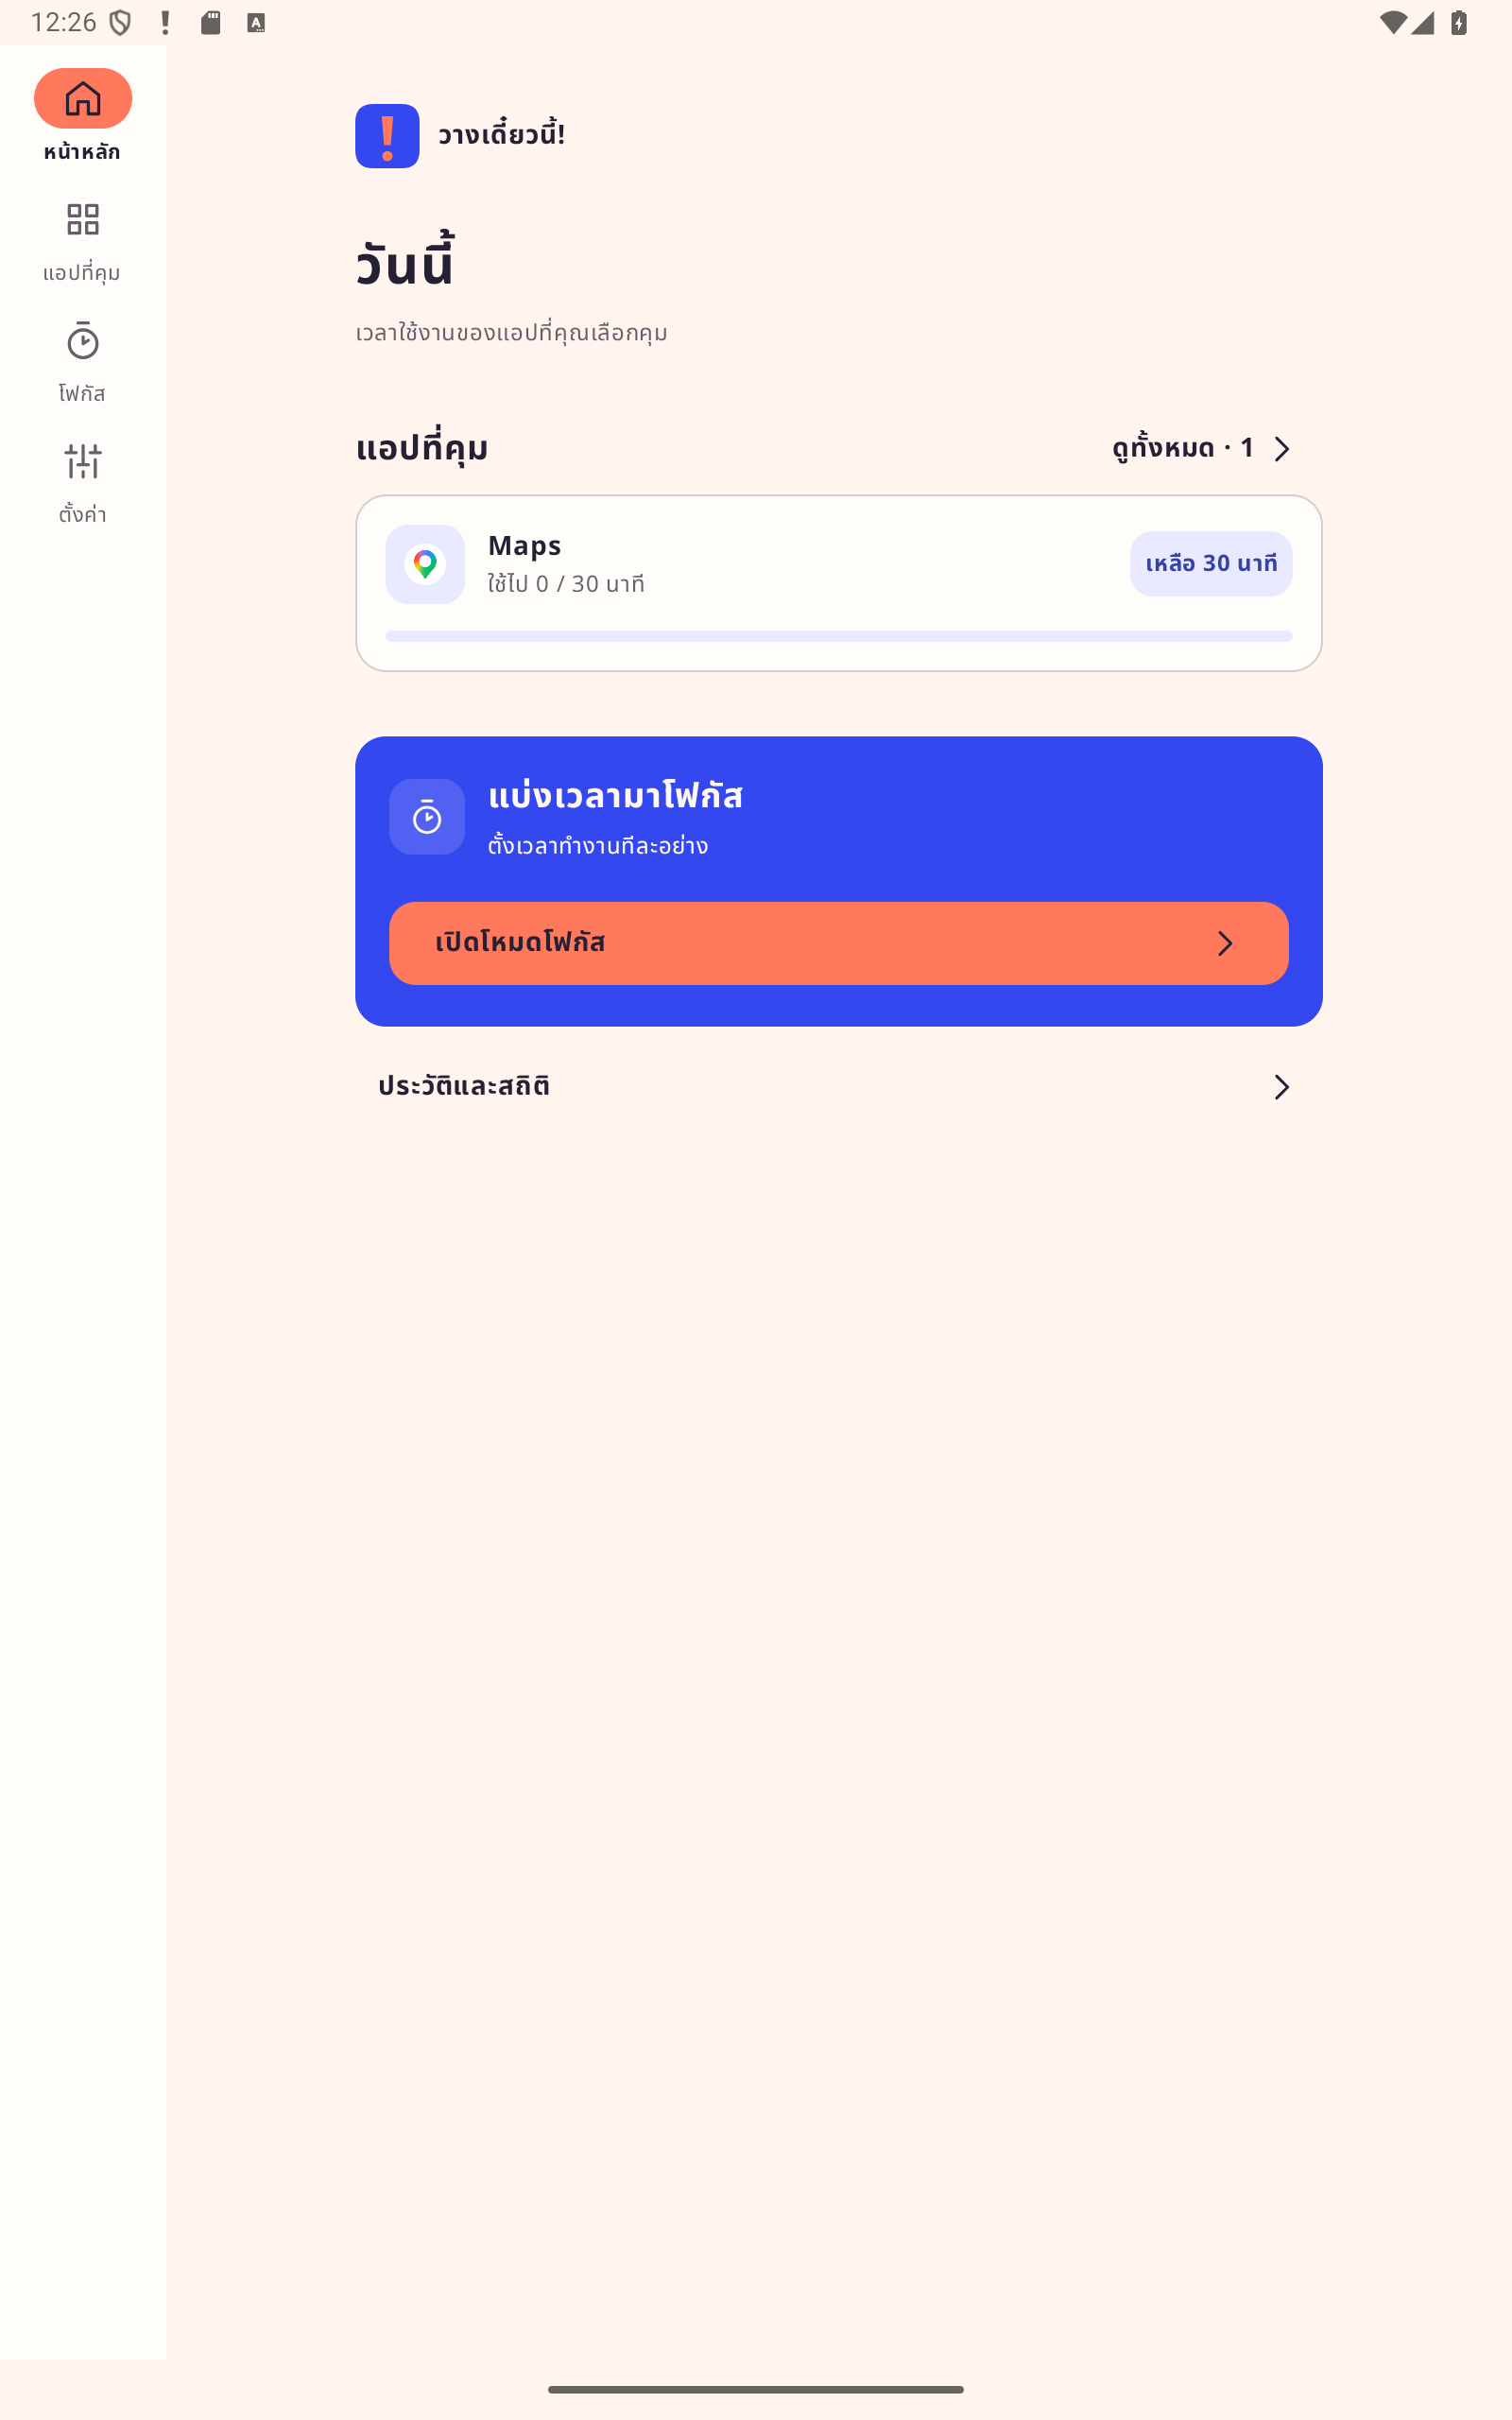 12:26
หน้าหลัก
แอปที่คุม
โฟกัส
ตั้งค่า
วางเดี๋ยวนี้!
วันนี้
เวลาใช้งานของแอปที่คุณเลือกคุม
แอปที่คุม
ดูทั้งหมด · 1
Maps
ใช้ไป 0 / 30 นาที
เหลือ 30 นาที
แบ่งเวลามาโฟกัส
ตั้งเวลาทำงานทีละอย่าง
เปิดโหมดโฟกัส
ประวัติและสถิติ